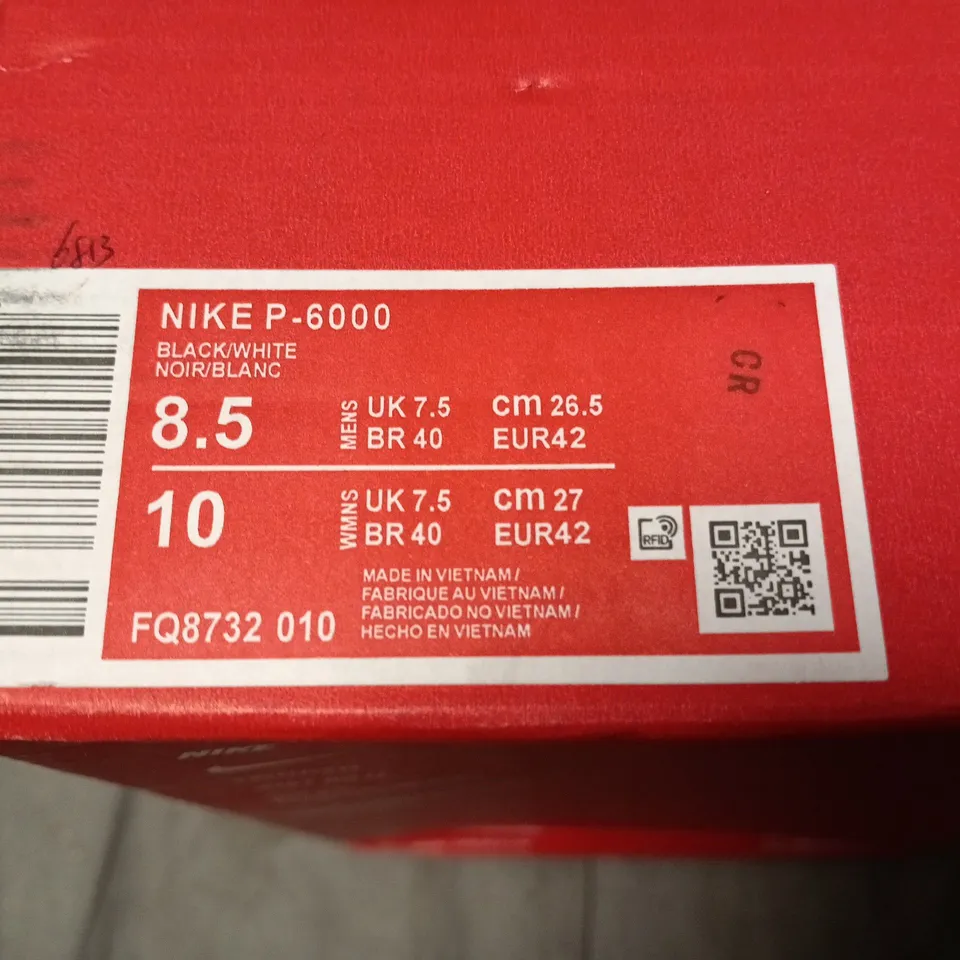 6813
NIKE P-6000
BLACK/WHITE
NOIR/BLANC
8.5 MENS UK 7.5 cm 26.5
BR 40 EUR42
10 WMNS UK 7.5 cm 27
BR 40 EUR42
CR
RFID
MADE IN VIETNAM /
FABRIQUE AU VIETNAM /
FABRICADO NO VIETNAM /
HECHO EN VIETNAM
FQ8732 010
NIKE